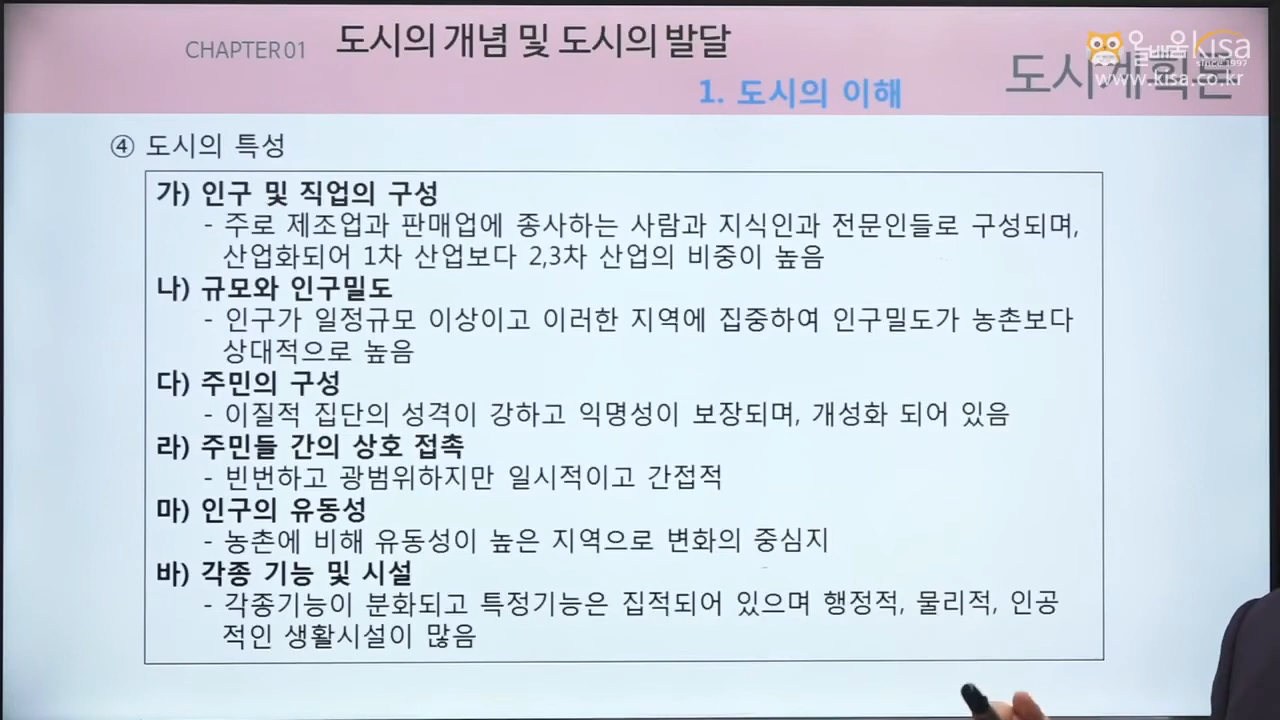 CHAPTER 01 도시의 개념 및 도시의 발달
1. 도시의 이해
도시계획론
올배움 kisa
since 1997
www.kisa.co.kr
④ 도시의 특성
가) 인구 및 직업의 구성
- 주로 제조업과 판매업에 종사하는 사람과 지식인과 전문인들로 구성되며,
산업화되어 1차 산업보다 2,3차 산업의 비중이 높음
나) 규모와 인구밀도
- 인구가 일정규모 이상이고 이러한 지역에 집중하여 인구밀도가 농촌보다
상대적으로 높음
다) 주민의 구성
- 이질적 집단의 성격이 강하고 익명성이 보장되며, 개성화 되어 있음
라) 주민들 간의 상호 접촉
- 빈번하고 광범위하지만 일시적이고 간접적
마) 인구의 유동성
- 농촌에 비해 유동성이 높은 지역으로 변화의 중심지
바) 각종 기능 및 시설
- 각종기능이 분화되고 특정기능은 집적되어 있으며 행정적, 물리적, 인공
적인 생활시설이 많음